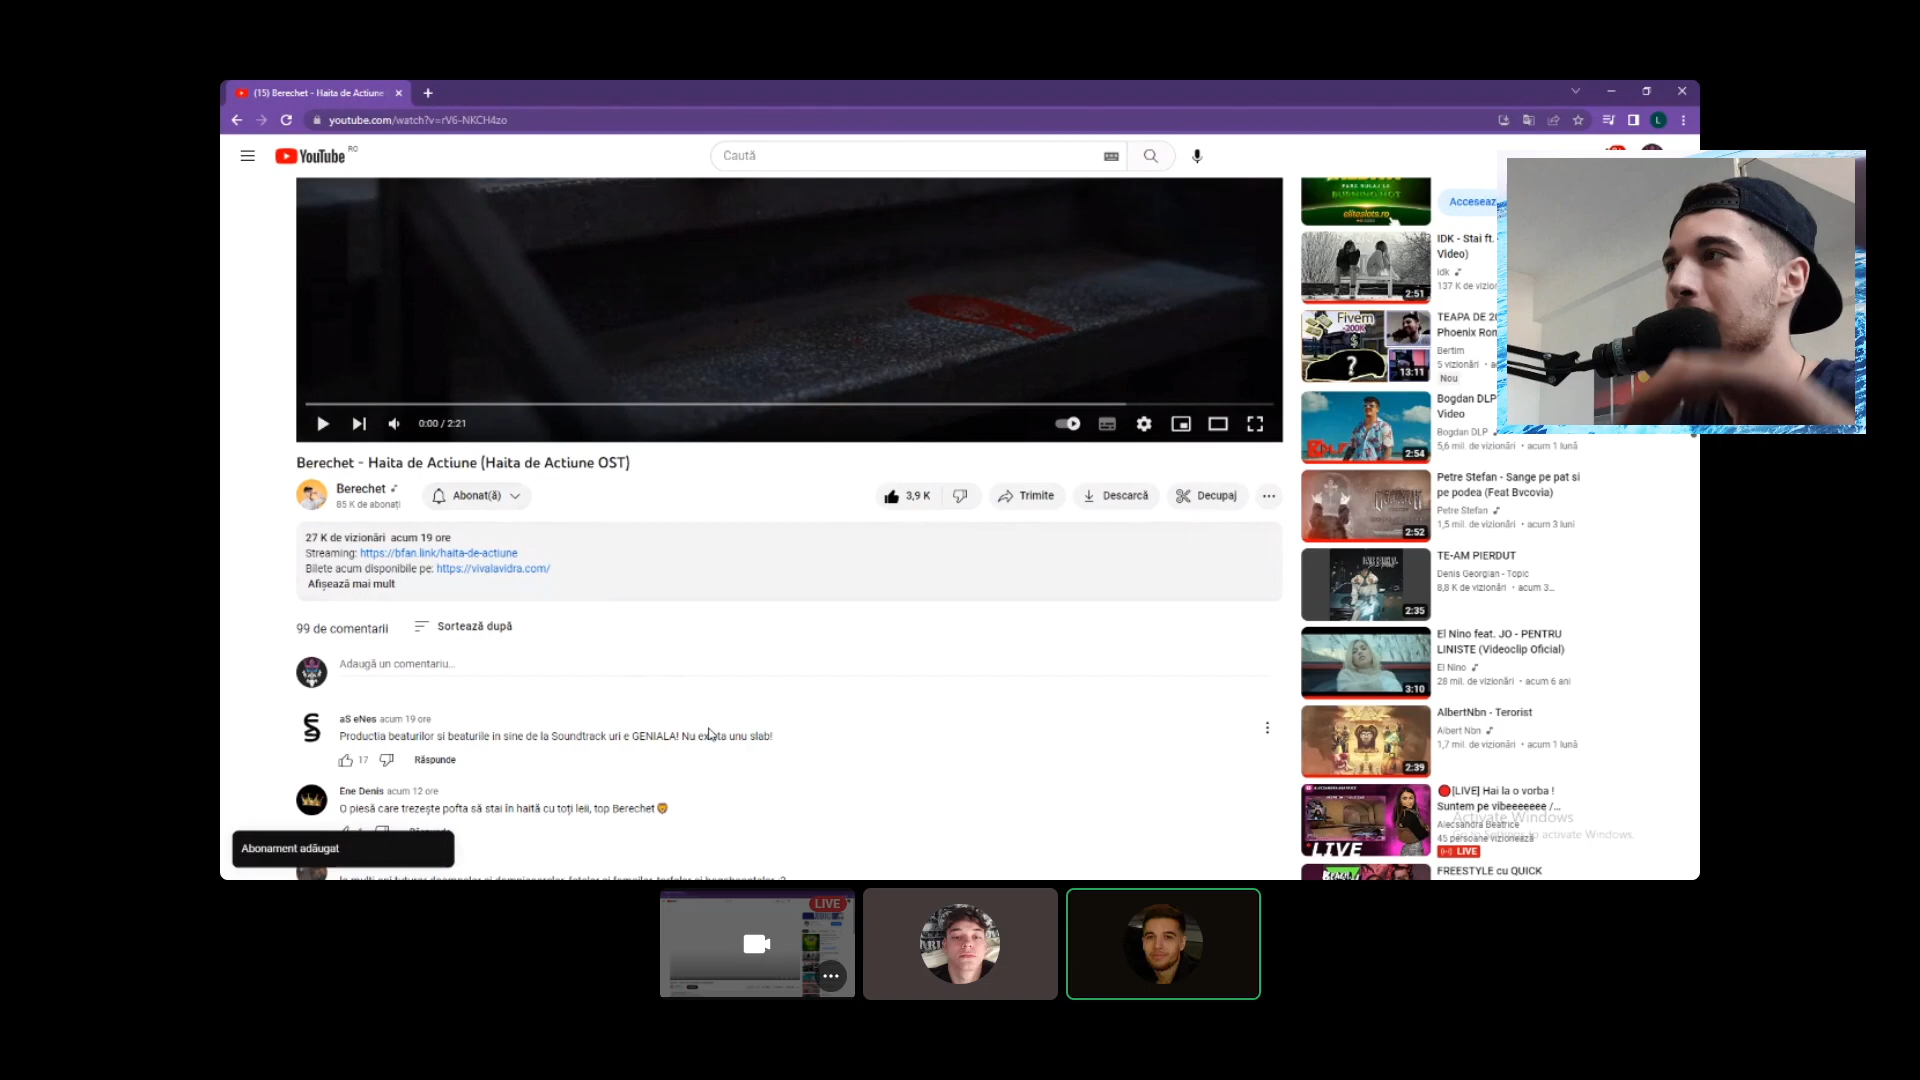 (15) Berechet - Haita de Actiune
youtube.com/watch?v=rV6-NKCH4zo
L
YouTube RO
Caută
0:00 / 2:21
Berechet - Haita de Actiune (Haita de Actiune OST)
Berechet
85 K de abonați
Abonat(ă)
3,9 K
Trimite
Descarcă
Decupaj
27 K de vizionări acum 19 ore
Streaming: https://bfan.link/haita-de-actiune
Bilete acum disponibile pe: https://vivalavidra.com/
Afișează mai mult
99 de comentarii
Sortează după
Adaugă un comentariu...
aS eNes acum 19 ore
Productia beaturilor si beaturile in sine de la Soundtrack uri e GENIALA! Nu unu slab!
17
Răspunde
Ene Denis acum 12 ore
O piesă care trezește pofta să stai în haită cu toți leii, top Berechet
Abonament adăugat
elitaslots.ro
Acceseaz
IDK - Stai ft.
Video)
idk
137 K de vizion
2:51
Fivem
-200K
?
13:11
TEAPA DE 20
Phoenix Rom
Bertim
5 vizionări
Nou
Bogdan DLP
Video
Bogdan DLP
5,6 mil. de vizionări • acum 1 lună
2:54
Petre Stefan - Sange pe pat si
pe podea (Feat Bvcovia)
Petre Stefan
1,5 mil. de vizionări • acum 3 luni
2:52
TE-AM PIERDUT
Denis Georgian - Topic
8,8 K de vizionări • acum 3...
2:35
El Nino feat. JO - PENTRU
LINISTE (Videoclip Oficial)
El Nino
28 mil. de vizionări • acum 6 ani
3:10
AlbertNbn - Terorist
Albert Nbn
1,7 mil. de vizionări • acum 1 lună
2:39
[LIVE] Hai la o vorba !
Suntem pe vibeeeeeee /...
Alecsandra Beatrice
45 persoane vizionează
LIVE
LIVE
Activate Windows
to activate Windows.
FREESTYLE cu QUICK
LIVE